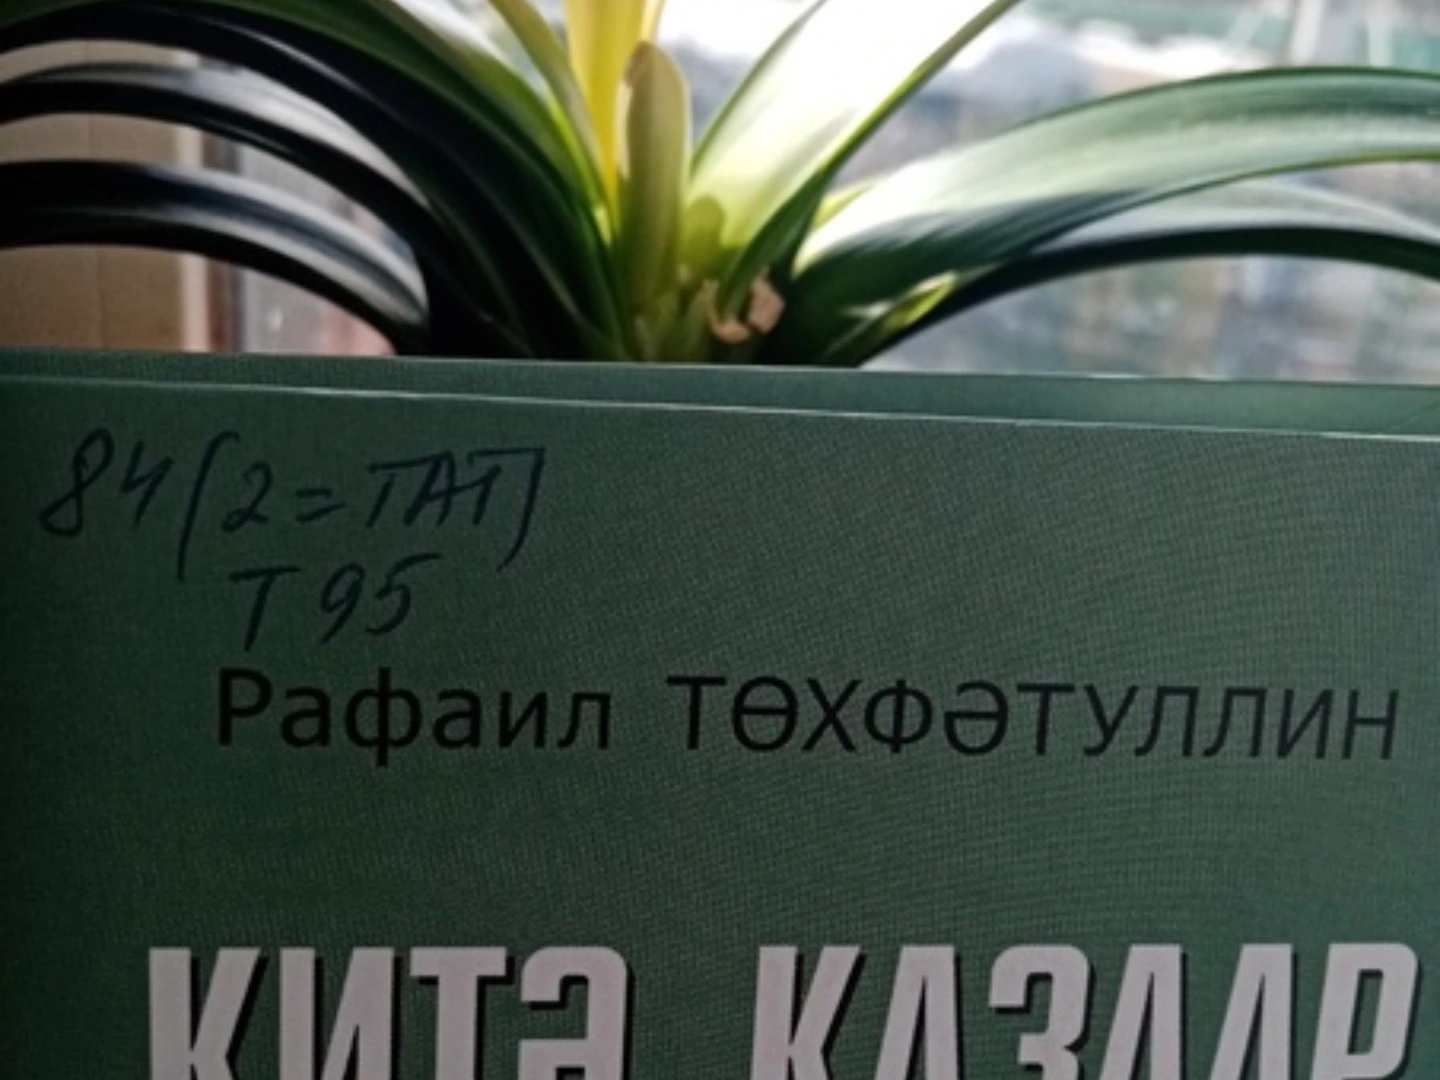 84(2=ТАТ)
Т95
Рафаил ТӨХФӘТУЛЛИН
КИТӘ КАЗЛАР